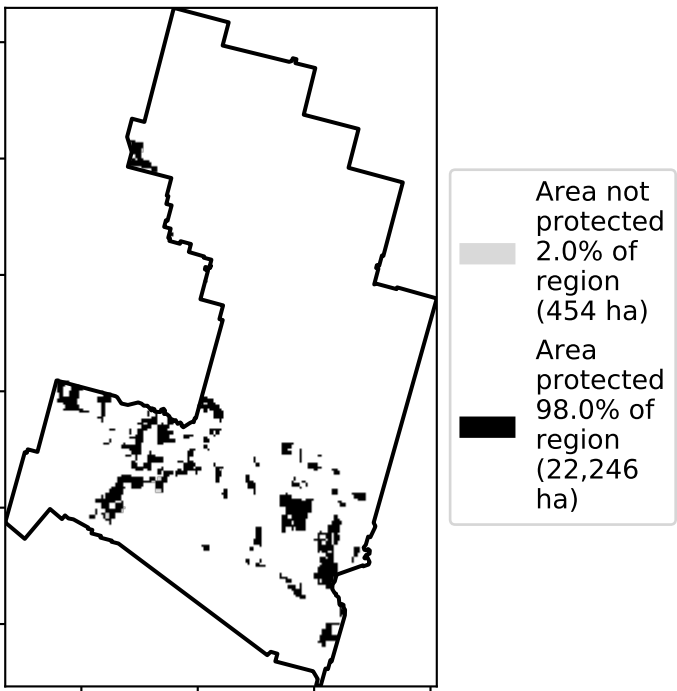 Area not
protected
2.0% of
region
(454 ha)
Area
protected
98.0% of
region
(22,246
ha)